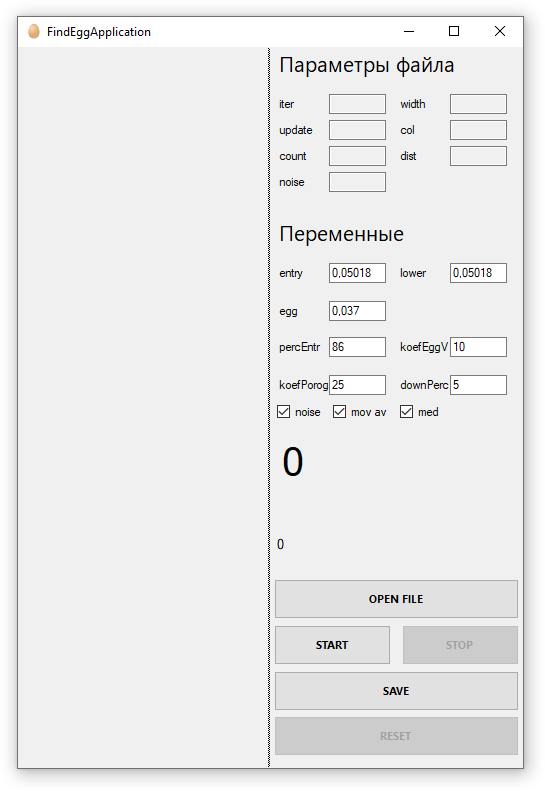 FindEggApplication
Параметры файла
iter width
update col
count dist
noise
Переменные
entry 0,05018 lower 0,05018
egg 0,037
percEntr 86 koefEggV 10
koefPorog 25 downPerc 5
noise mov av med
0
0
OPEN FILE
START STOP
SAVE
RESET